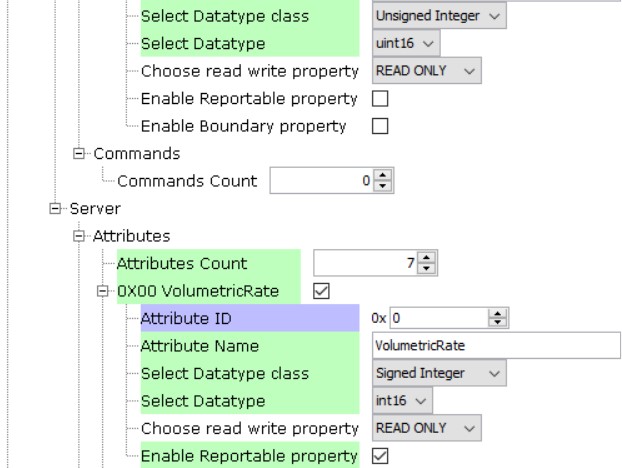 Select Datatype class Unsigned Integer
Select Datatype uint16
Choose read write property READ ONLY
Enable Reportable property
Enable Boundary property
Commands
Commands Count 0
Server
Attributes
Attributes Count 7
0X00 VolumetricRate
Attribute ID 0x 0
Attribute Name VolumetricRate
Select Datatype class Signed Integer
Select Datatype int16
Choose read write property READ ONLY
Enable Reportable property